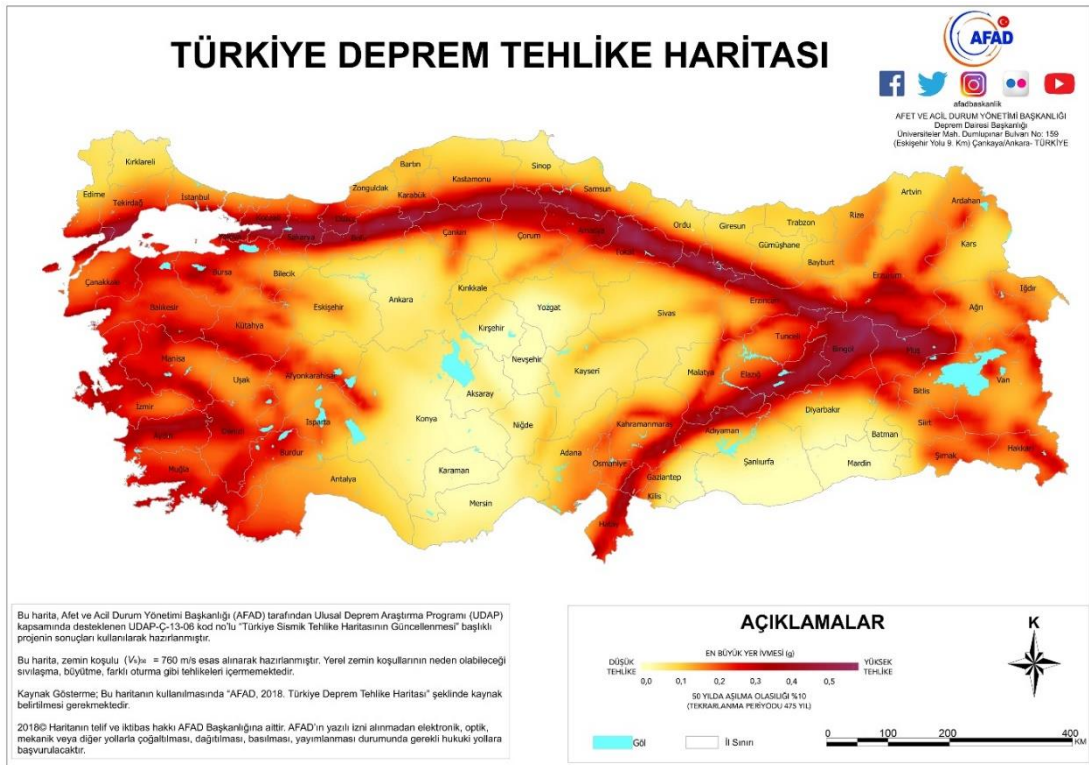 TÜRKİYE DEPREM TEHLİKE HARİTASI
AFAD
afadbaskanlik
AFET VE ACİL DURUM YÖNETİMİ BAŞKANLIĞI
Deprem Dairesi Başkanlığı
Üniversiteler Mah. Dumlupınar Bulvarı No: 159
(Eskişehir Yolu 9. Km) Çankaya/Ankara- TÜRKİYE
Kırklareli
Edirne
Tekirdağ
İstanbul
Zonguldak
Bartın
Karabük
Kastamonu
Sinop
Samsun
Ordu
Giresun
Trabzon
Rize
Artvin
Ardahan
Kars
Gümüşhane
Bayburt
Erzurum
Iğdır
Ağrı
Sakarya
Çankırı
Çorum
Amasya
Tokat
Çanakkale
Bursa
Bilecik
Balıkesir
Eskişehir
Kütahya
Ankara
Kırıkkale
Yozgat
Kırşehir
Sivas
Erzincan
Tunceli
Bingöl
Muş
Manisa
Uşak
Afyonkarahisar
Nevşehir
Kayseri
Malatya
Elazığ
Bitlis
Van
İzmir
Aydın
Denizli
Isparta
Burdur
Konya
Aksaray
Niğde
Kahramanmaraş
Adıyaman
Diyarbakır
Batman
Siirt
Şırnak
Hakkari
Muğla
Antalya
Karaman
Mersin
Adana
Osmaniye
Gaziantep
Kilis
Hatay
Şanlıurfa
Mardin
Bu harita, Afet ve Acil Durum Yönetimi Başkanlığı (AFAD) tarafından Ulusal Deprem Araştırma Programı (UDAP)
kapsamında desteklenen UDAP-Ç-13-06 kod no'lu "Türkiye Sismik Tehlike Haritasının Güncellenmesi" başlıklı
projenin sonuçları kullanılarak hazırlanmıştır.
Bu harita, zemin koşulu (Vs)30 = 760 m/s esas alınarak hazırlanmıştır. Yerel zemin koşullarının neden olabileceği
sıvılaşma, büyütme, farklı oturma gibi tehlikeleri içermemektedir.
Kaynak Gösterme; Bu haritanın kullanılmasında "AFAD, 2018. Türkiye Deprem Tehlike Haritası" şeklinde kaynak
belirtilmesi gerekmektedir.
2018© Haritanın telif ve iktibas hakkı AFAD Başkanlığına aittir. AFAD'ın yazılı izni alınmadan elektronik, optik,
mekanik veya diğer yollarla çoğaltılması, dağıtılması, basılması, yayımlanması durumunda gerekli hukuki yollara
başvurulacaktır.
AÇIKLAMALAR
EN BÜYÜK YER İVMESİ (g)
DÜŞÜK TEHLİKE
YÜKSEK TEHLİKE
0,0 0,1 0,2 0,3 0,4 0,5
50 YILDA AŞILMA OLASILIĞI %10
(TEKRARLANMA PERİYODU 475 YIL)
Göl
İl Sınırı
K
0 100 200 400
KM